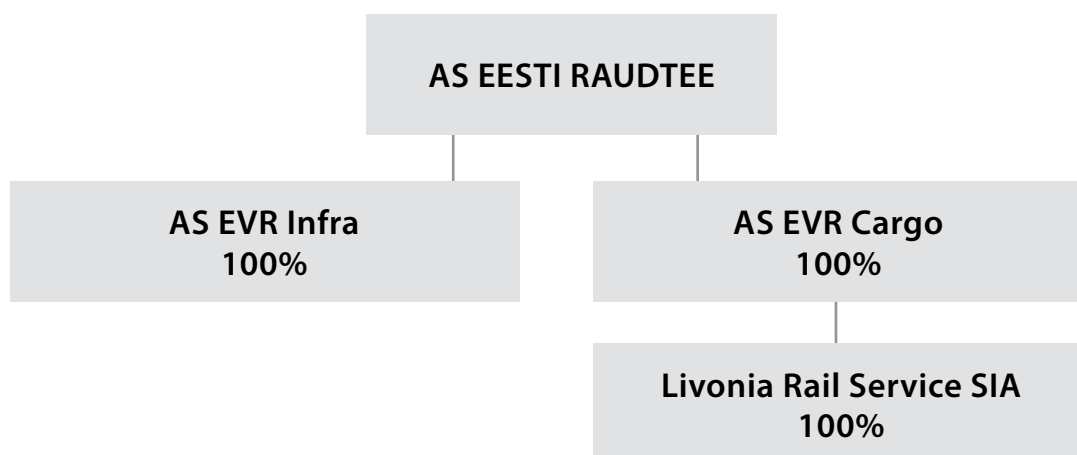 AS EESTI RAUDTEE
AS EVR Infra
100%
AS EVR Cargo
100%
Livonia Rail Service SIA
100%